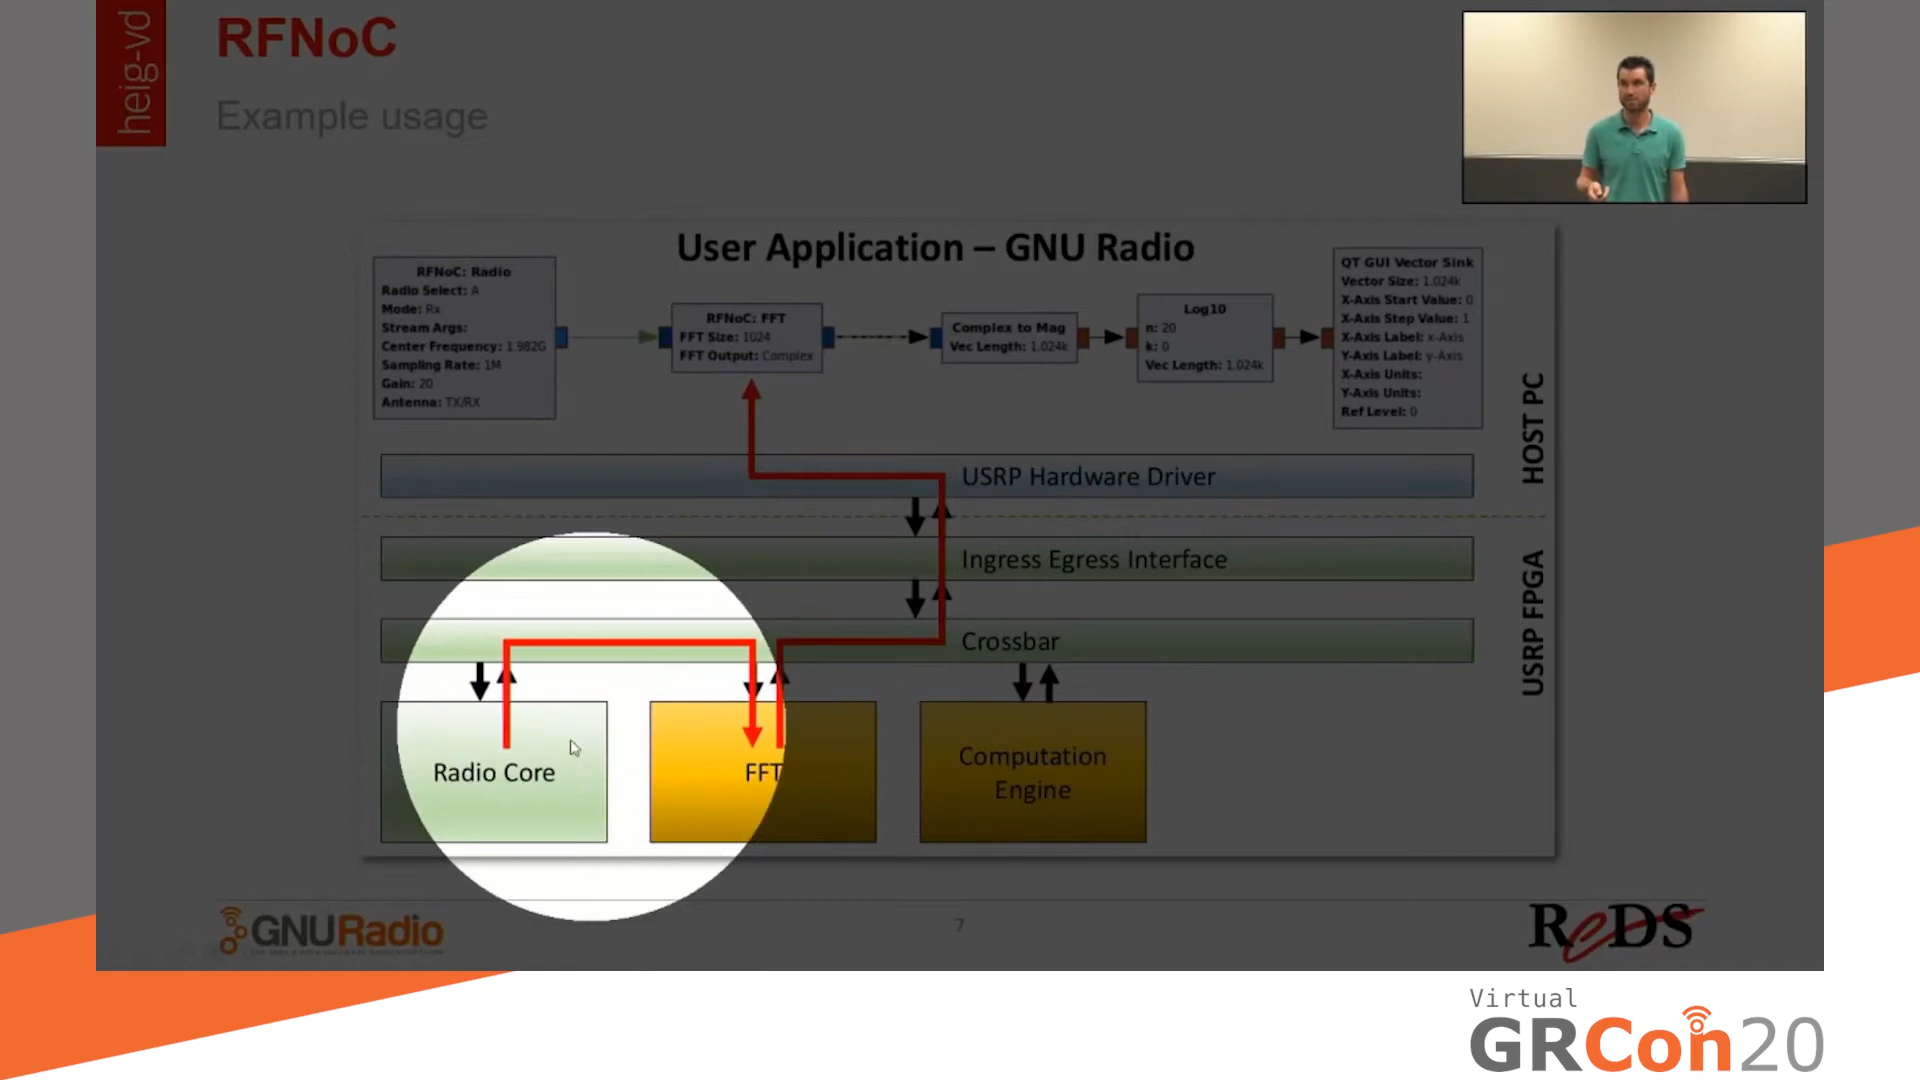 heig-vd
RFNoC
Example usage
User Application – GNU Radio
RFNoC: Radio
Radio Select: A
Mode: Rx
Stream Args:
Center Frequency: 1.982G
Sampling Rate: 1M
Gain: 20
Antenna: TX/RX
RFNoC: FFT
FFT Size: 1024
FFT Output: Complex
Complex to Mag
Vec Length: 1.024k
Log10
n: 20
k: 0
Vec Length: 1.024k
QT GUI Vector Sink
Vector Size: 1.024k
X-Axis Start Value: 0
X-Axis Step Value: 1
X-Axis Label: x-Axis
Y-Axis Label: y-Axis
X-Axis Units:
Y-Axis Units:
Ref Level: 0
HOST PC
USRP Hardware Driver
Ingress Egress Interface
Crossbar
USRP FPGA
Radio Core
FFT
Computation
Engine
GNURadio
7
ReDS
Virtual
GRCon20